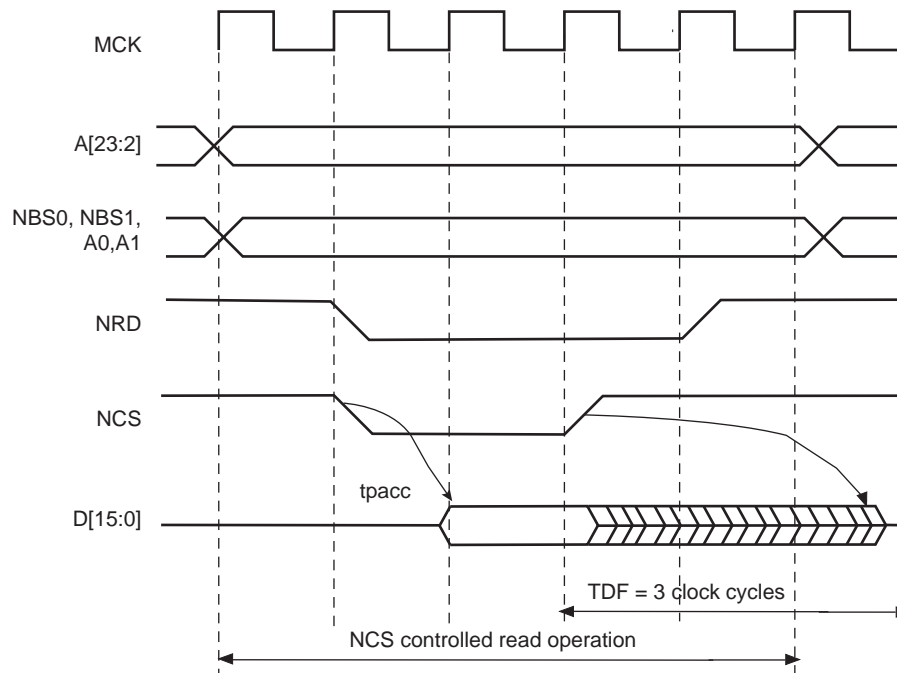 MCK
A[23:2]
NBS0, NBS1,
A0,A1
NRD
NCS
tpacc
D[15:0]
TDF = 3 clock cycles
NCS controlled read operation